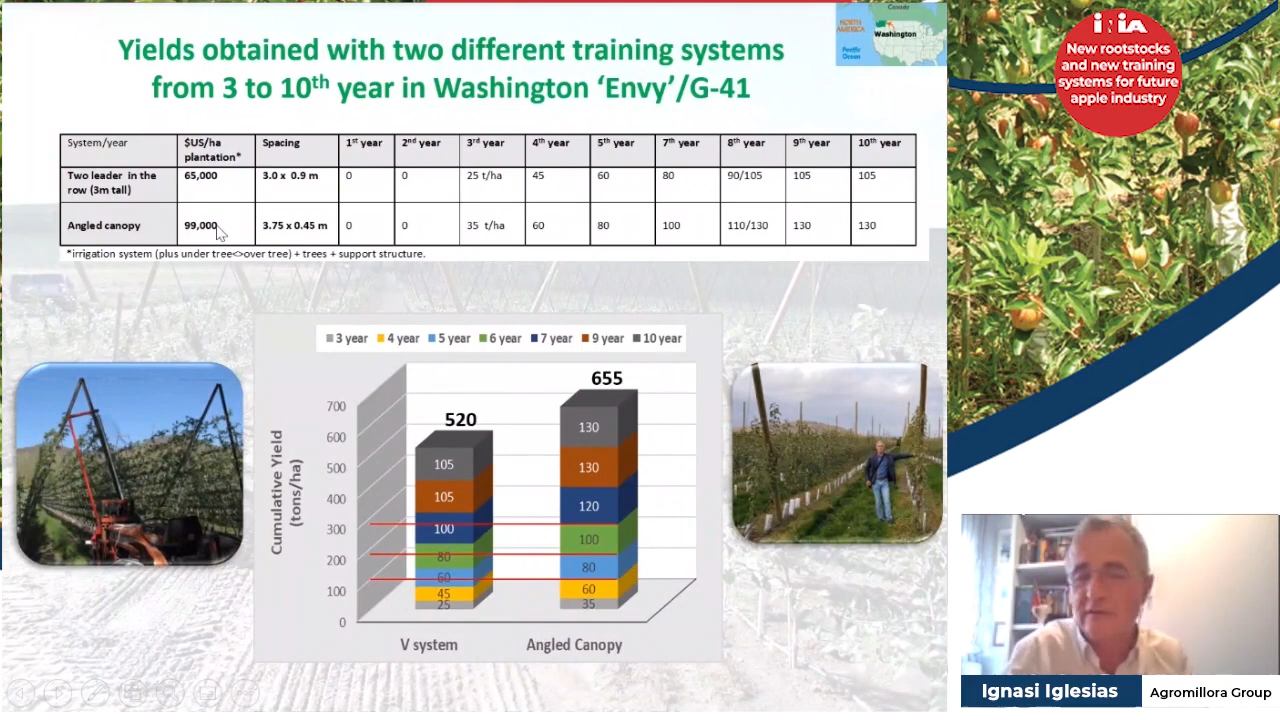 Yields obtained with two different training systems
from 3 to 10th year in Washington ‘Envy’/G-41
Canada
NORTH
AMERICA
Washington
Pacific
Ocean
iNiA
New rootstocks
and new training
systems for future
apple industry
System/year $US/ha plantation* Spacing 1st year 2nd year 3rd year 4th year 5th year 7th year 8th year 9th year 10th year
Two leader in the row (3m tall) 65,000 3.0 x 0.9 m 0 0 25 t/ha 45 60 80 90/105 105 105
Angled canopy 99,000 3.75 x 0.45 m 0 0 35 t/ha 60 80 100 110/130 130 130
*irrigation system (plus under tree<>over tree) + trees + support structure.
3 year 4 year 5 year 6 year 7 year 9 year 10 year
Cumulative Yield
(tons/ha)
700
600
500
400
300
200
100
0
520
105
105
100
80
60
45
25
655
130
130
120
100
80
60
35
V system Angled Canopy
Ignasi Iglesias Agromillora Group